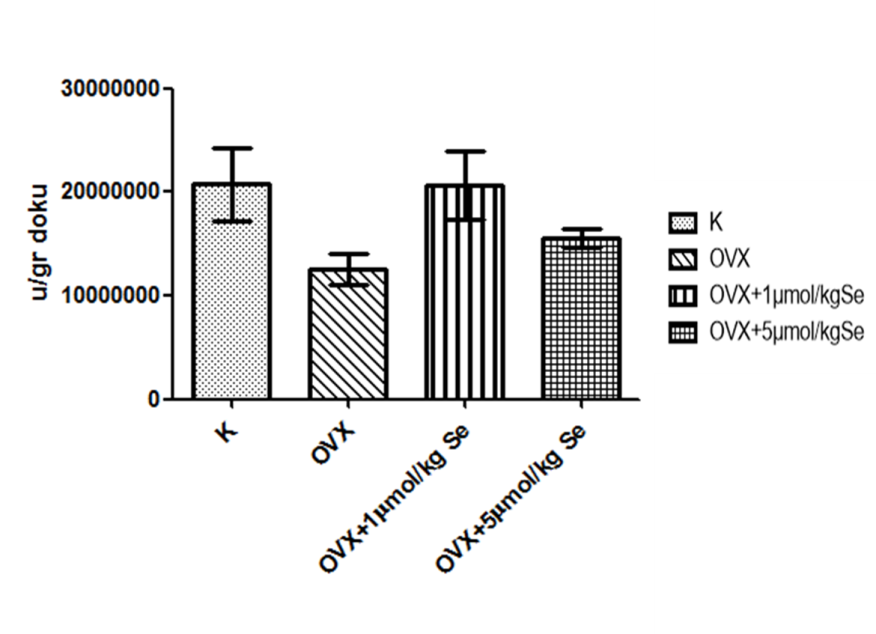 30000000
20000000
10000000
0
u/gr doku
K
OVX
OVX+1µmol/kg Se
OVX+5µmol/kg Se
K
OVX
OVX+1µmol/kgSe
OVX+5µmol/kgSe